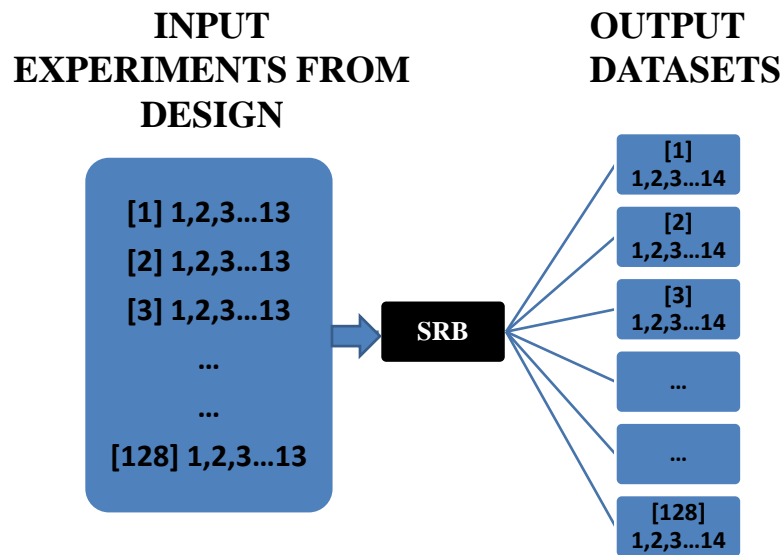 INPUT
EXPERIMENTS FROM
DESIGN
[1] 1,2,3...13
[2] 1,2,3...13
[3] 1,2,3...13
...
...
[128] 1,2,3...13
SRB
OUTPUT
DATASETS
[1]
1,2,3...14
[2]
1,2,3...14
[3]
1,2,3...14
...
...
[128]
1,2,3...14